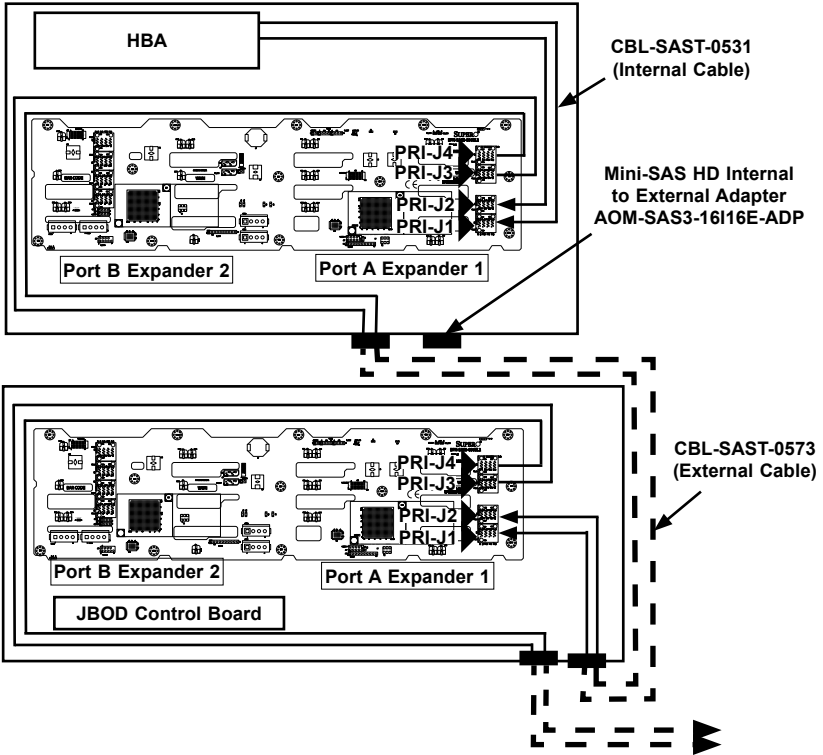 HBA
CBL-SAST-0531
(Internal Cable)
PRI-J4
PRI-J3
PRI-J2
PRI-J1
Port B Expander 2
Port A Expander 1
Mini-SAS HD Internal
to External Adapter
AOM-SAS3-16I16E-ADP
PRI-J4
PRI-J3
PRI-J2
PRI-J1
Port B Expander 2
Port A Expander 1
JBOD Control Board
CBL-SAST-0573
(External Cable)